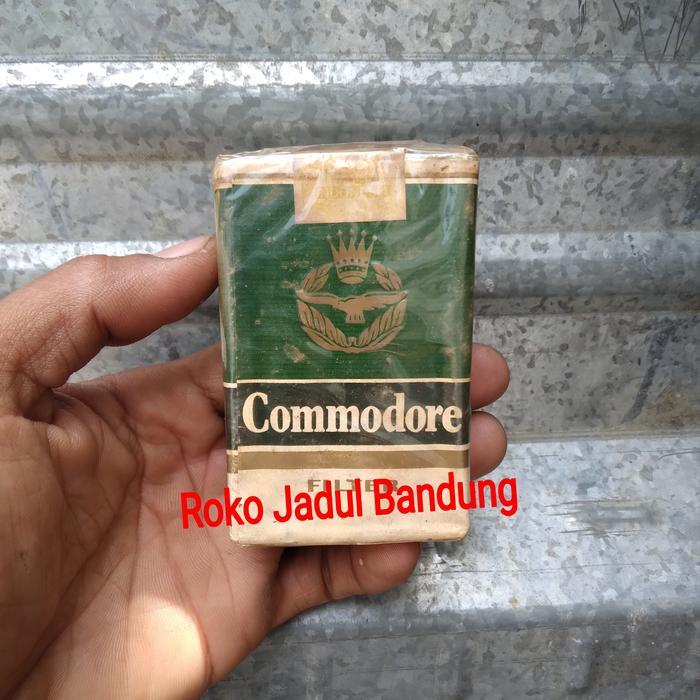 Commodore
FILTER
Roko Jadul Bandung